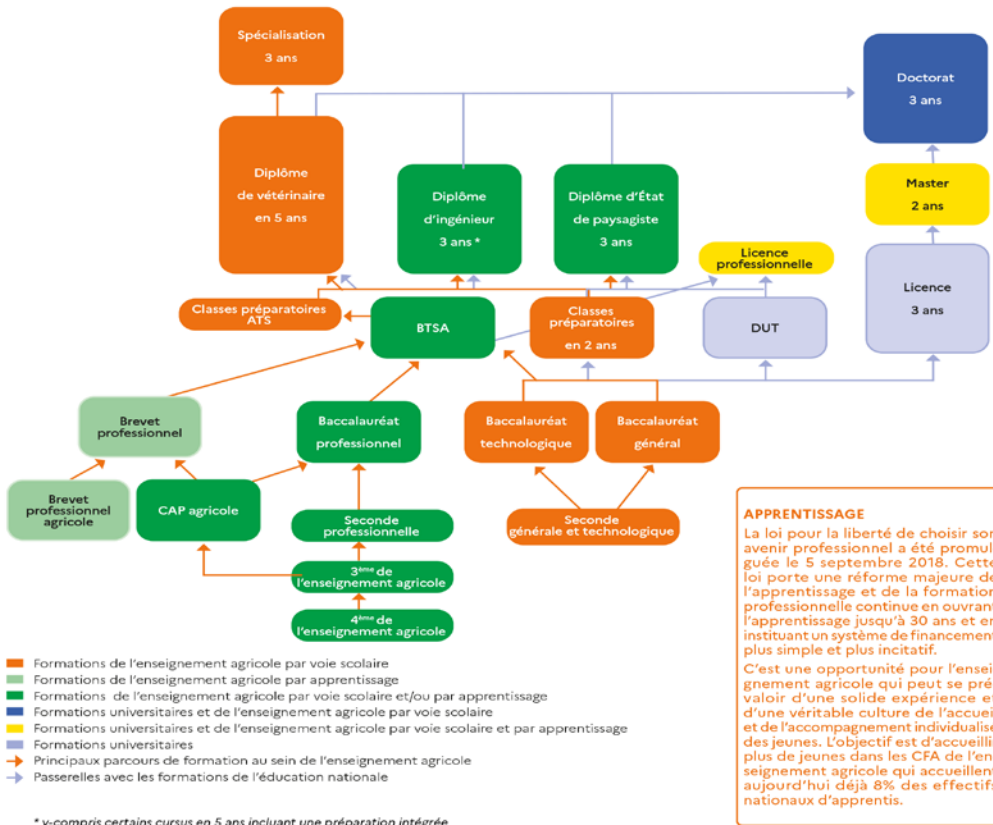 Spécialisation
3 ans
Doctorat
3 ans
Diplôme
de vétérinaire
en 5 ans
Diplôme
d'ingénieur
3 ans *
Diplôme d'État
de paysagiste
3 ans
Master
2 ans
Licence
professionnelle
Licence
3 ans
Classes préparatoires
ATS
BTSA
Classes
préparatoires
en 2 ans
DUT
Brevet
professionnel
Baccalauréat
professionnel
Baccalauréat
technologique
Baccalauréat
général
Brevet
professionnel
agricole
CAP agricole
Seconde
professionnelle
Seconde
générale et technologique
3ème de
l'enseignement agricole
4ème de
l'enseignement agricole
APPRENTISSAGE
La loi pour la liberté de choisir son
avenir professionnel a été promul
guée le 5 septembre 2018. Cette
loi porte une réforme majeure de
l'apprentissage et de la formation
professionnelle continue en ouvrant
l'apprentissage jusqu'à 30 ans et en
instituant un système de financement
plus simple et plus incitatif.
C'est une opportunité pour l'ensei
gnement agricole qui peut se pré
valoir d'une solide expérience et
d'une véritable culture de l'accuei
et de l'accompagnement individualisé
des jeunes. L'objectif est d'accueilli
plus de jeunes dans les CFA de l'en
seignement agricole qui accueillent
aujourd'hui déjà 8% des effectifs
nationaux d'apprentis.
Formations de l'enseignement agricole par voie scolaire
Formations de l'enseignement agricole par apprentissage
Formations de l'enseignement agricole par voie scolaire et/ou par apprentissage
Formations universitaires et de l'enseignement agricole par voie scolaire
Formations universitaires et de l'enseignement agricole par voie scolaire et par apprentissage
Formations universitaires
Principaux parcours de formation au sein de l'enseignement agricole
Passerelles avec les formations de l'éducation nationale
* y-compris certains cursus en 5 ans incluant une préparation intégrée